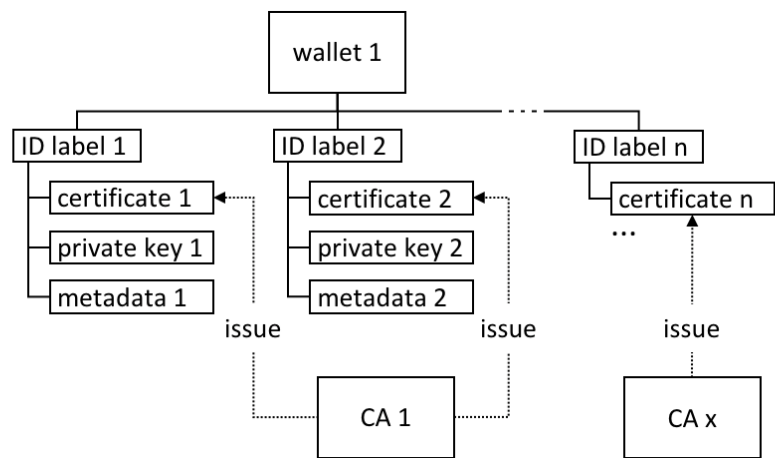 wallet 1
ID label 1
ID label 2
ID label n
certificate 1
certificate 2
certificate n
private key 1
private key 2
...
metadata 1
metadata 2
issue
issue
issue
CA 1
CA x